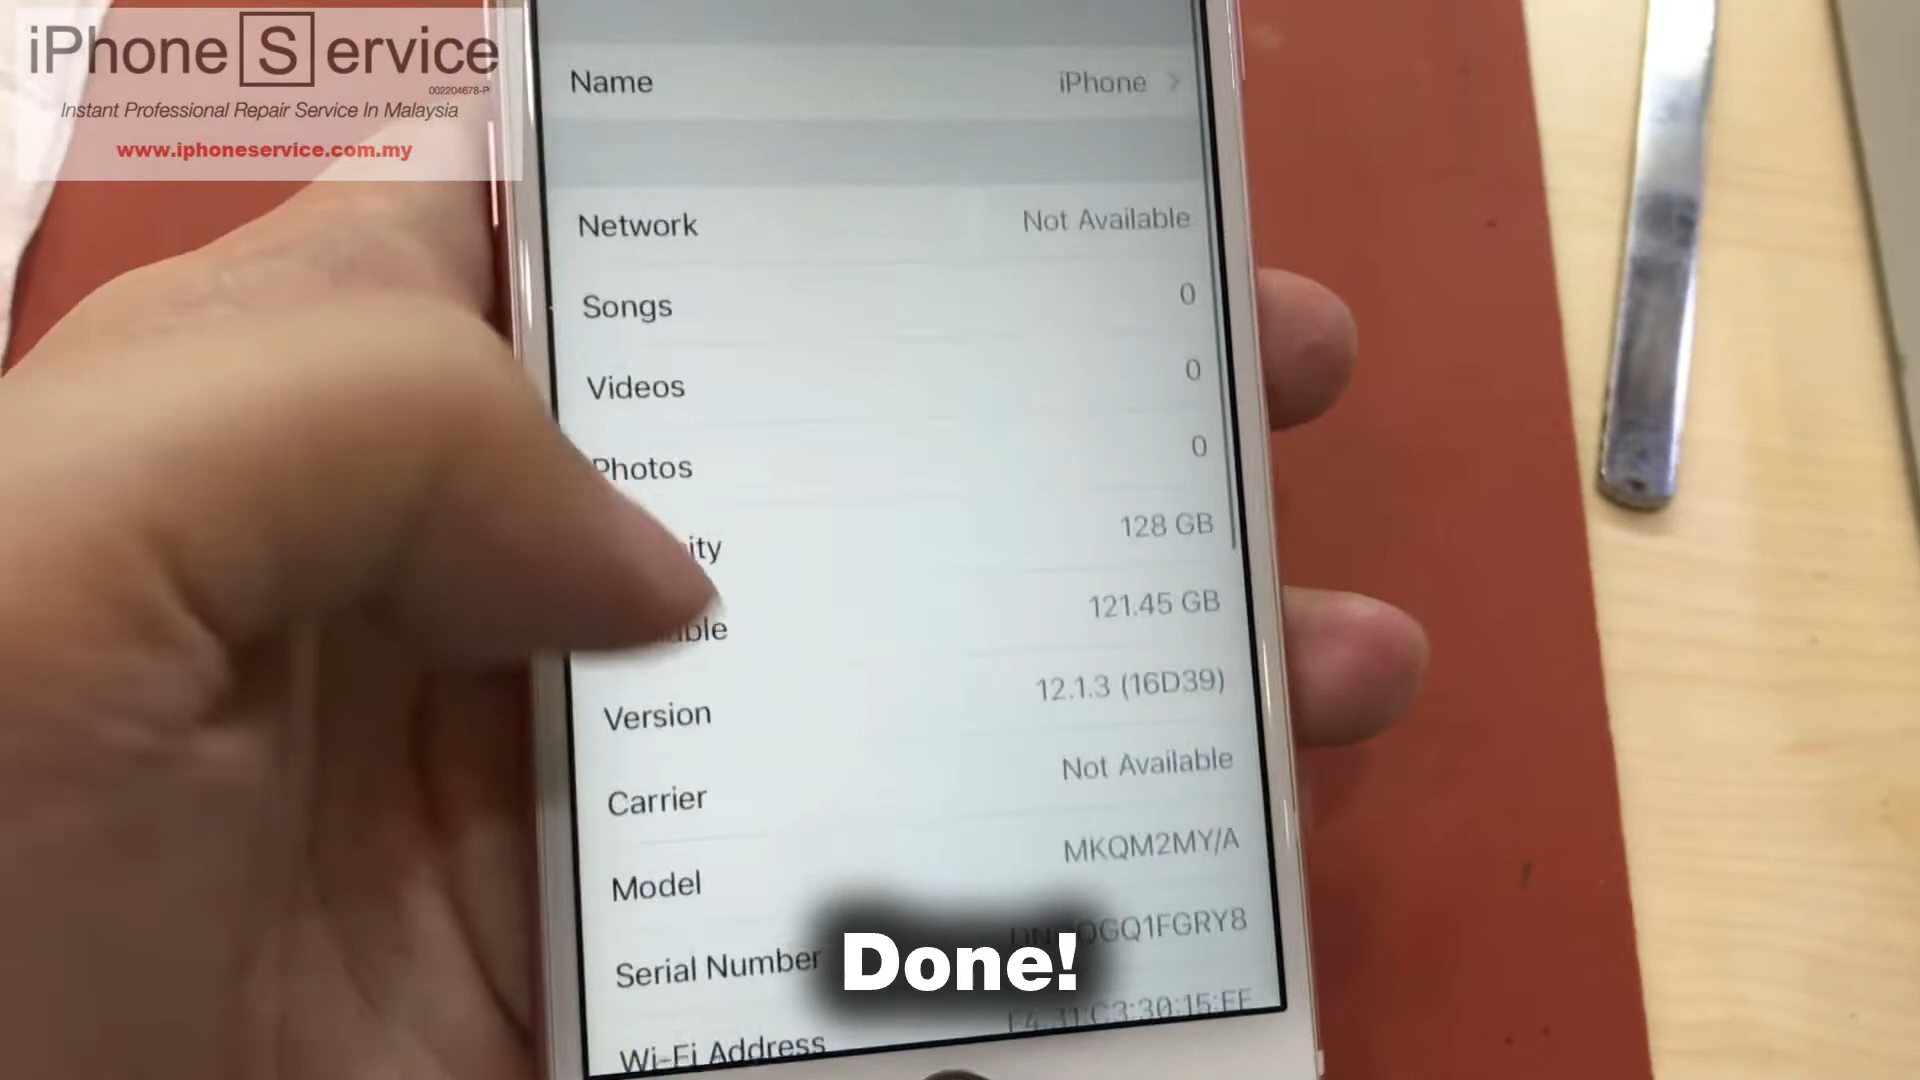 iPhone Service
002204678-P
Instant Professional Repair Service In Malaysia
www.iphoneservice.com.my
Name iPhone
Network Not Available
Songs 0
Videos 0
Photos 0
128 GB
121.45 GB
Version 12.1.3 (16D39)
Carrier Not Available
Model MKQM2MY/A
Serial Number
Wi-Fi Address
Done!